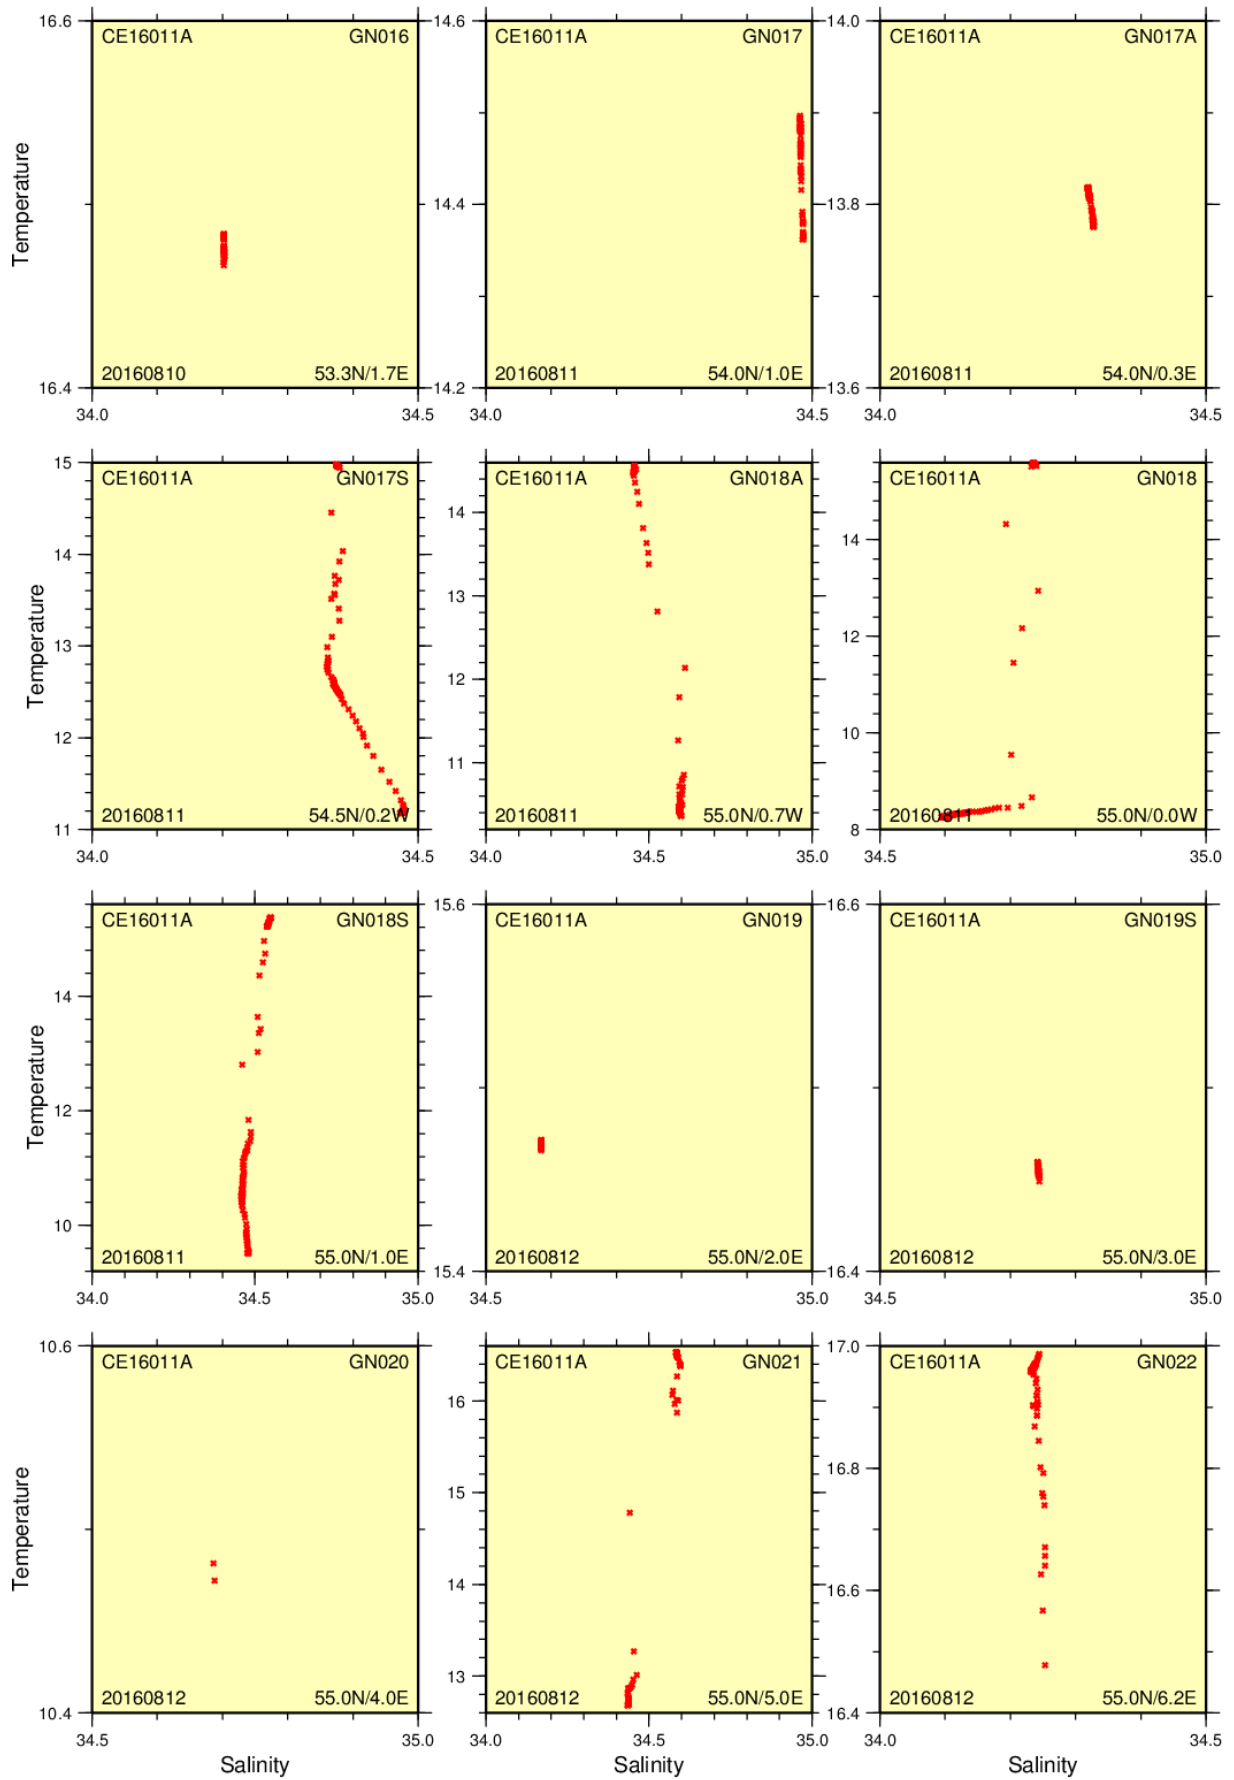 16.6 14.6 14.0
CE16011A GN016 CE16011A GN017 CE16011A GN017A
Temperature
14.4 13.8
20160810 53.3N/1.7E 20160811 54.0N/1.0E 20160811 54.0N/0.3E
16.4 14.2 13.6
34.0 34.5 34.0 34.5 34.0 34.5
15
CE16011A GN017S CE16011A GN018A CE16011A GN018
14 14 14
13 13
Temperature
12 12 12
11 10
20160811 54.5N/0.2W 20160811 55.0N/0.7W 20160811 55.0N/0.0W
11 8
34.0 34.5 34.0 34.5 35.0 34.5 35.0
15.6 16.6
CE16011A GN018S CE16011A GN019 CE16011A GN019S
14
Temperature
12
10
20160811 55.0N/1.0E 20160812 55.0N/2.0E 20160812 55.0N/3.0E
15.4 16.4
34.0 34.5 35.0 34.5 35.0 34.5 35.0
10.6 17.0
CE16011A GN020 CE16011A GN021 CE16011A GN022
16
16.8
15
Temperature
14 16.6
13
20160812 55.0N/4.0E 20160812 55.0N/5.0E 20160812 55.0N/6.2E
10.4 16.4
34.5 35.0 34.0 34.5 35.0 34.0 34.5
Salinity Salinity Salinity